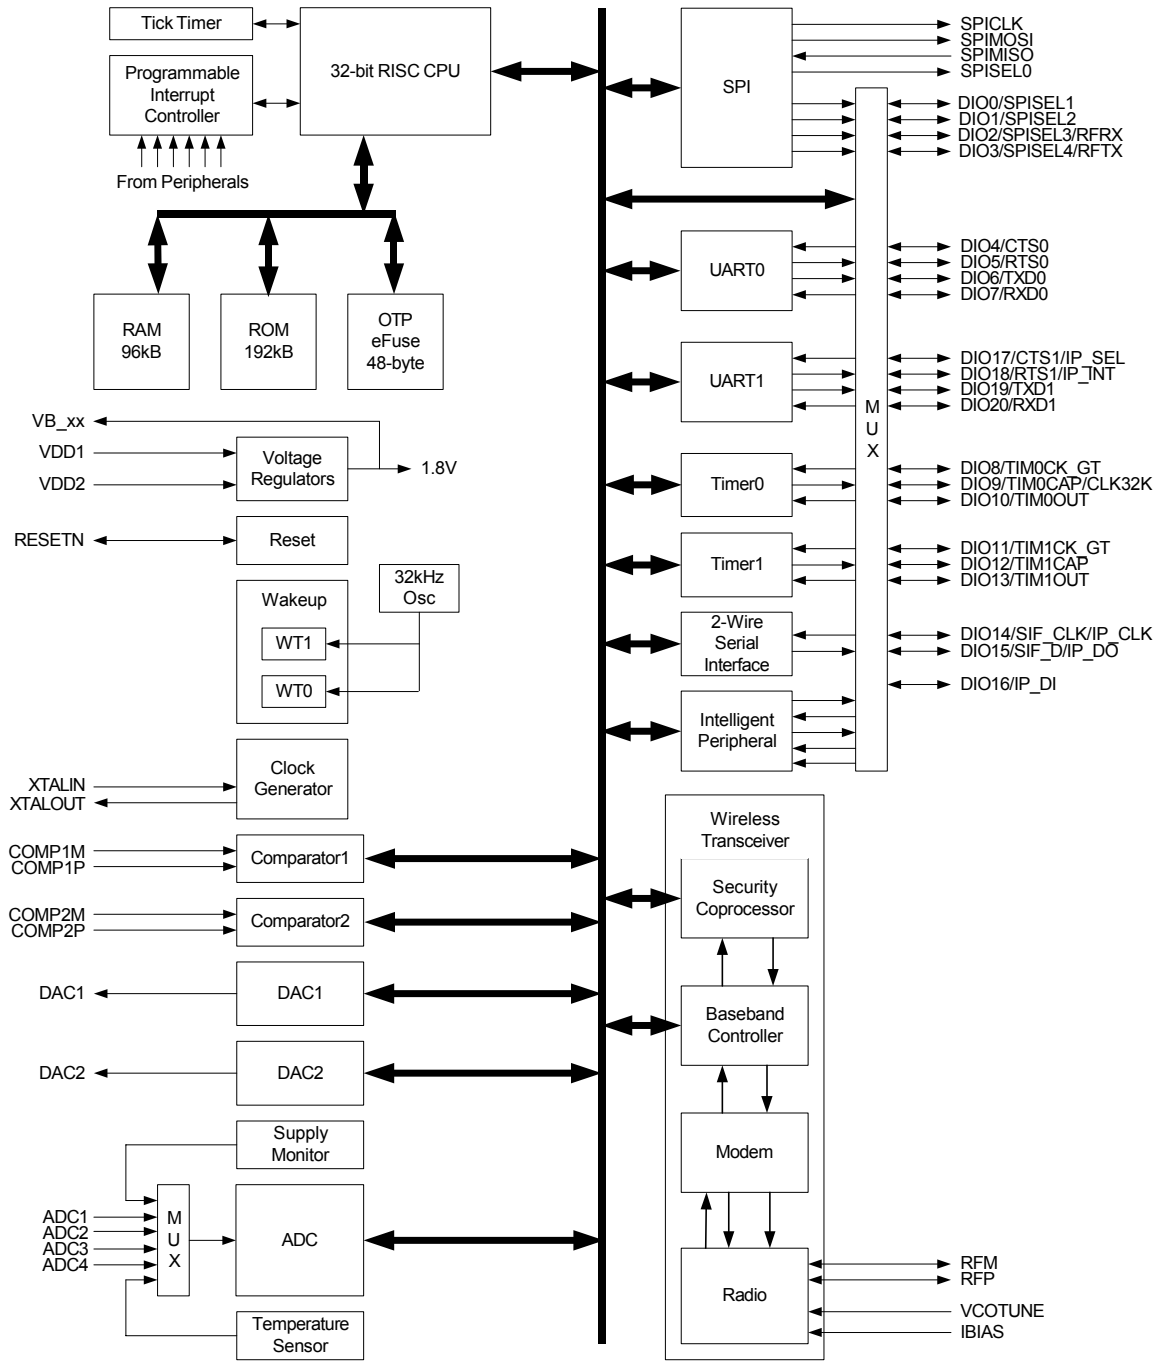 Tick Timer
32-bit RISC CPU
Programmable
Interrupt
Controller
From Peripherals
RAM
96kB
ROM
192kB
OTP
eFuse
48-byte
VB_xx
VDD1
VDD2
Voltage
Regulators
1.8V
RESETN
Reset
Wakeup
WT1
WT0
32kHz
Osc
XTALIN
XTALOUT
Clock
Generator
COMP1M
COMP1P
Comparator1
COMP2M
COMP2P
Comparator2
DAC1
DAC1
DAC2
DAC2
Supply
Monitor
ADC1
ADC2
ADC3
ADC4
M
U
X
ADC
Temperature
Sensor
SPI
SPICLK
SPIMOSI
SPIMISO
SPISEL0
DIO0/SPISEL1
DIO1/SPISEL2
DIO2/SPISEL3/RFRX
DIO3/SPISEL4/RFTX
UART0
DIO4/CTS0
DIO5/RTS0
DIO6/TXD0
DIO7/RXD0
UART1
DIO17/CTS1/IP_SEL
DIO18/RTS1/IP_INT
DIO19/TXD1
DIO20/RXD1
M
U
X
Timer0
DIO8/TIM0CK_GT
DIO9/TIM0CAP/CLK32K
DIO10/TIM0OUT
Timer1
DIO11/TIM1CK_GT
DIO12/TIM1CAP
DIO13/TIM1OUT
2-Wire
Serial
Interface
DIO14/SIF_CLK/IP_CLK
DIO15/SIF_D/IP_DO
DIO16/IP_DI
Intelligent
Peripheral
Wireless
Transceiver
Security
Coprocessor
Baseband
Controller
Modem
Radio
RFM
RFP
VCOTUNE
IBIAS